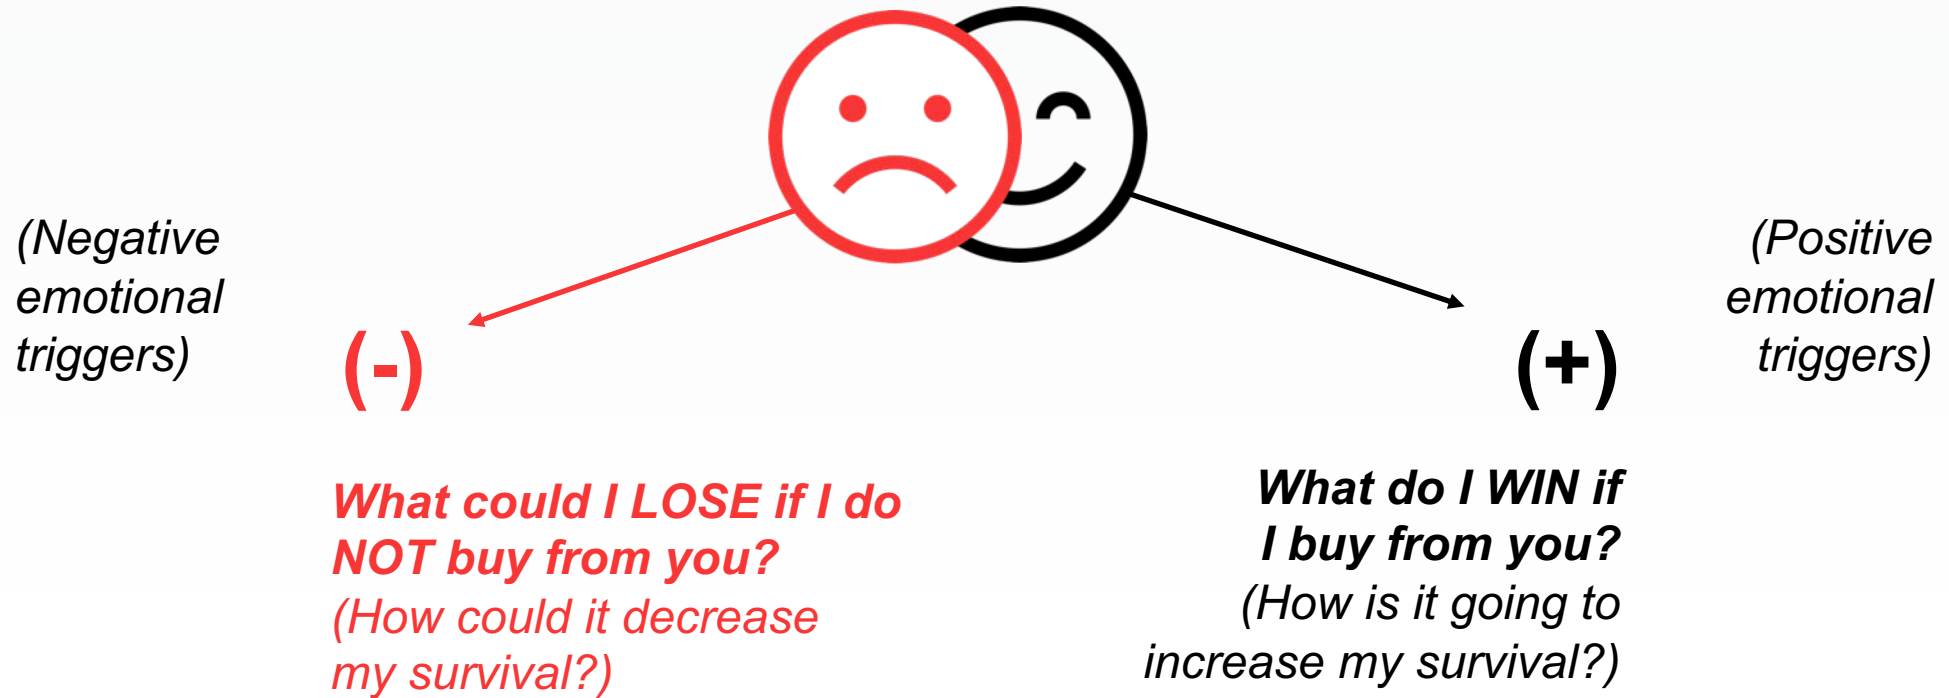 (Negative
emotional
triggers)
(-)
What could I LOSE if I do
NOT buy from you?
(How could it decrease
my survival?)
(Positive
emotional
triggers)
(+)
What do I WIN if
I buy from you?
(How is it going to
increase my survival?)